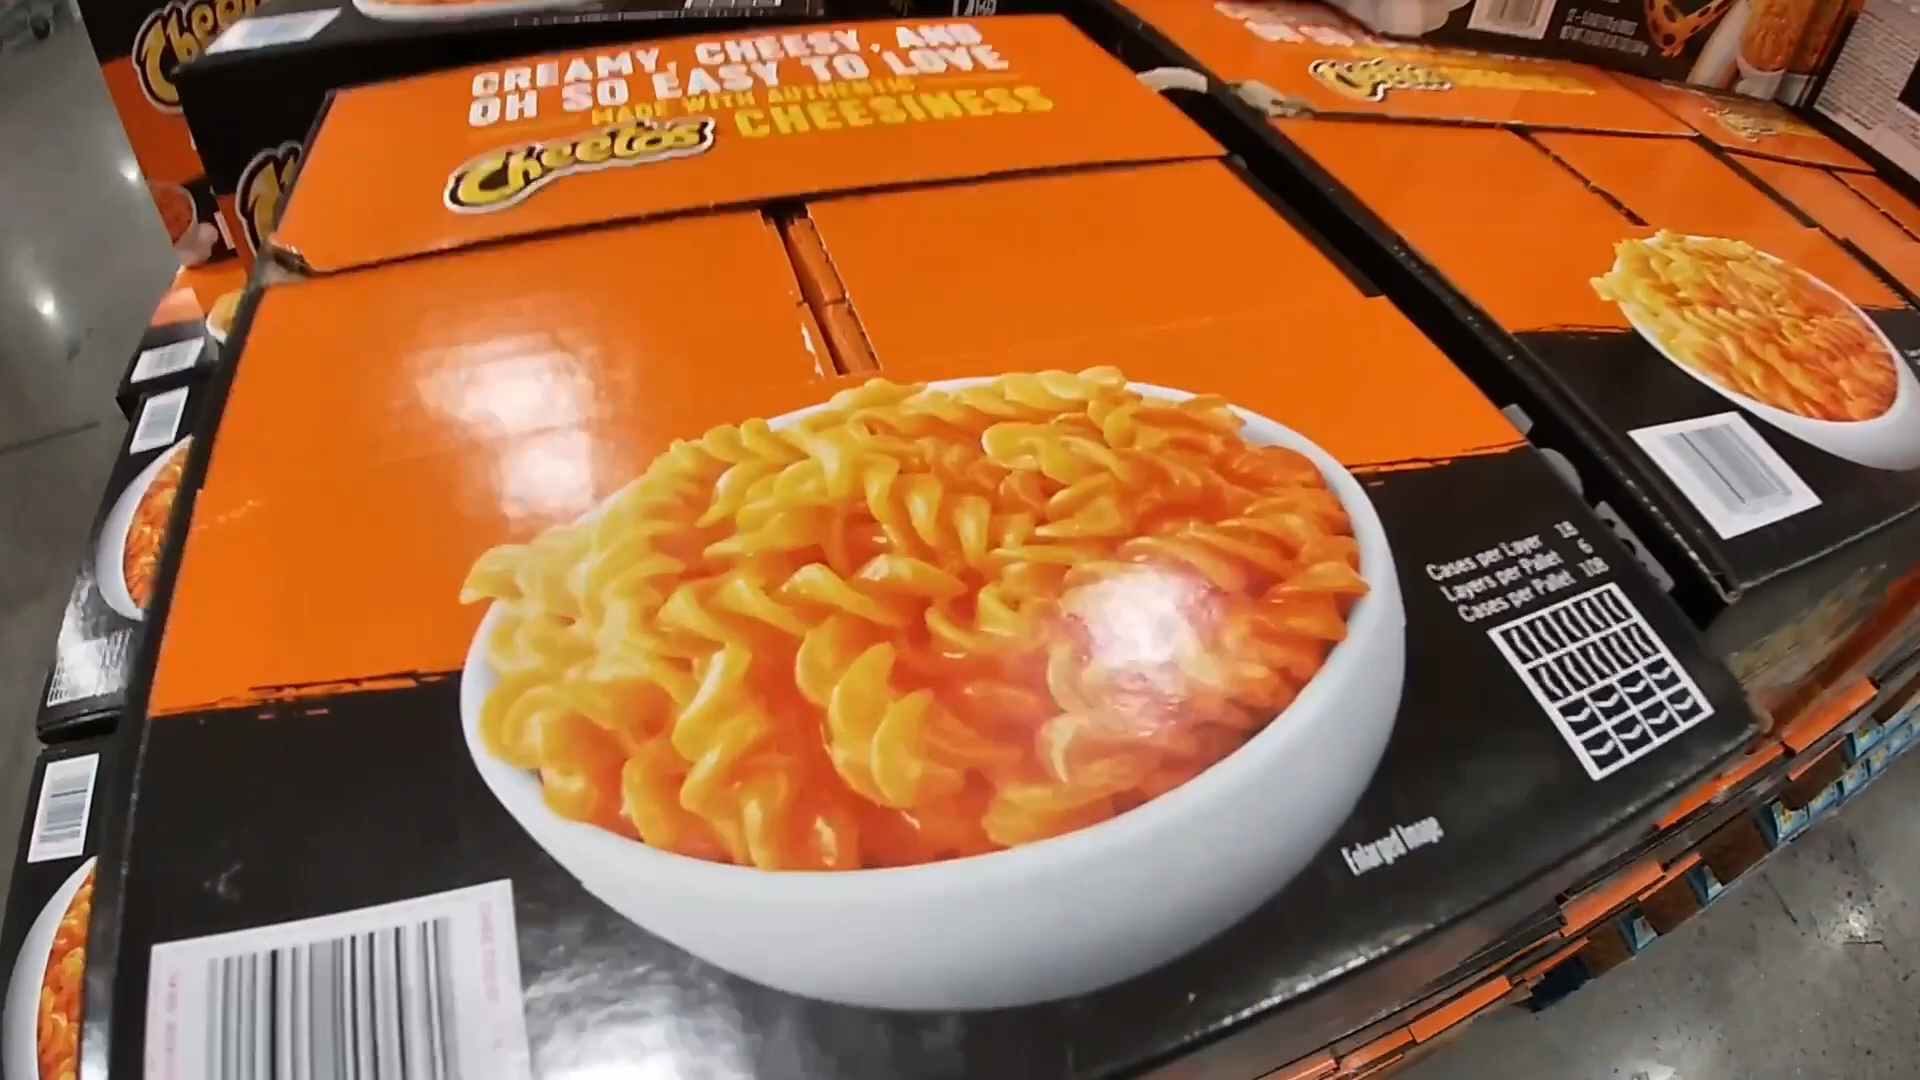 CREAMY, CHEESY, AND
OH SO EASY TO LOVE
MADE WITH AUTHENTIC
Cheetos CHEESINESS
Cases per Layer 18
Layers per Pallet 6
Cases per Pallet 108
Enlarged Image